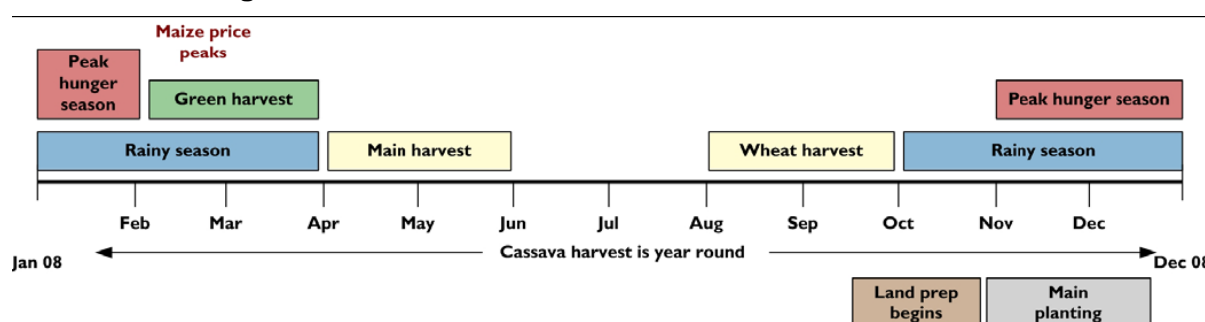 Maize price
peaks
Peak
hunger
season
Green harvest
Peak hunger season
Rainy season
Main harvest
Wheat harvest
Rainy season
Feb
Mar
Apr
May
Jun
Jul
Aug
Sep
Oct
Nov
Dec
Cassava harvest is year round
Jan 08
Dec 08
Land prep
begins
Main
planting